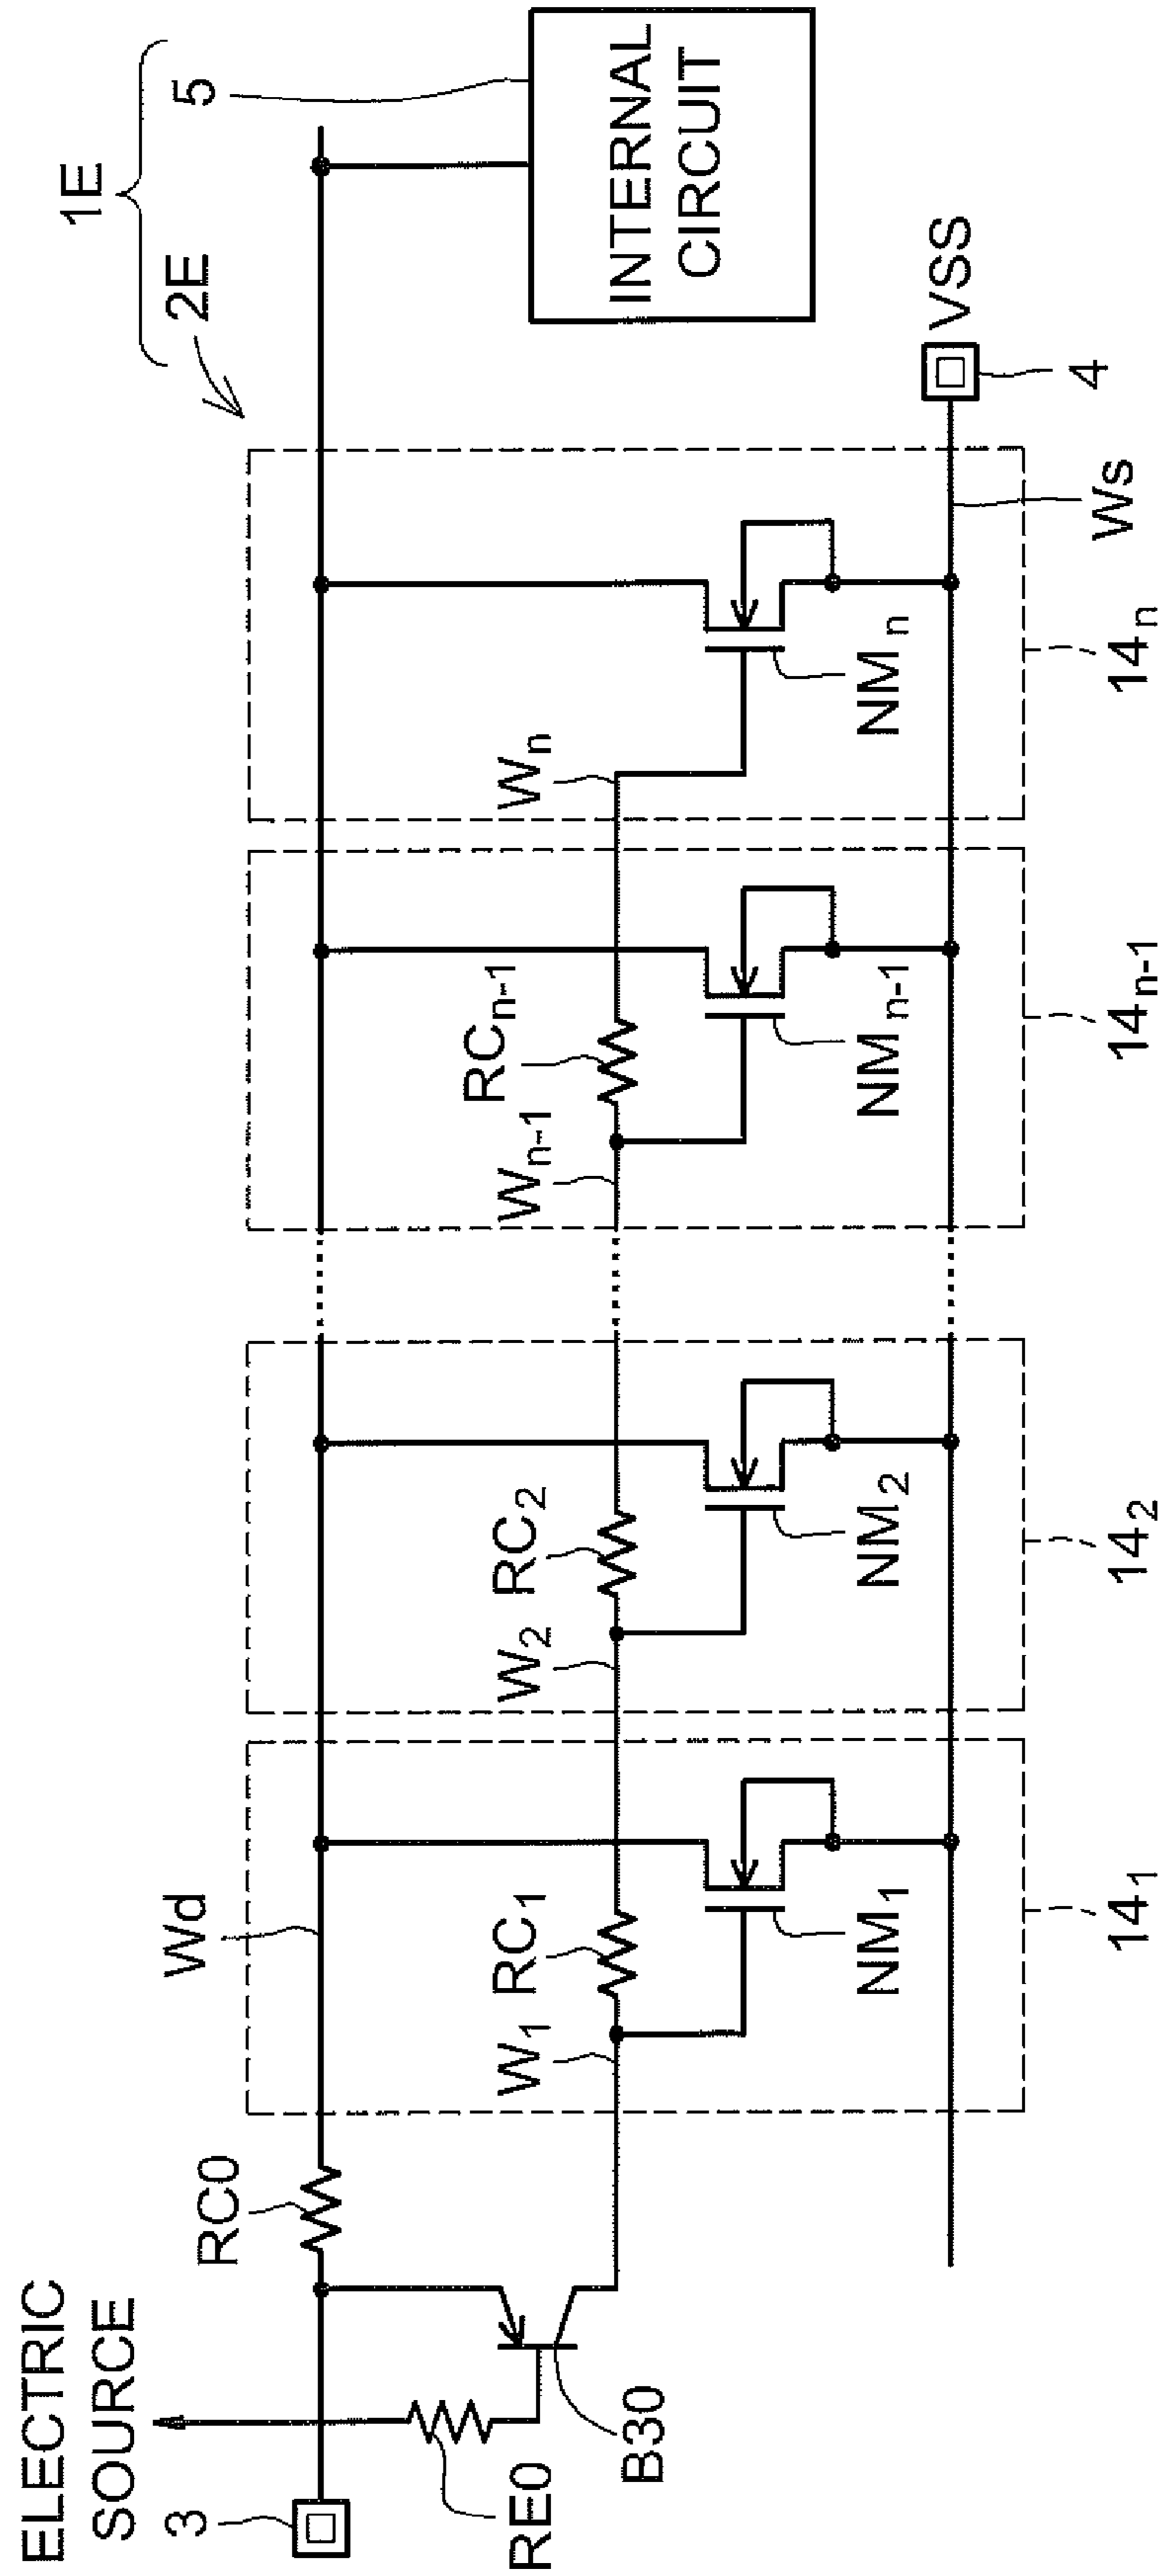 1E
2E
5
INTERNAL
CIRCUIT
ELECTRIC
SOURCE
3
RE0
B30
RC0
Wd
W1
RC1
NM1
141
W2
RC2
NM2
142
Wn-1
RCn-1
NMn-1
14n-1
Wn
NMn
14n
Ws
4
VSS